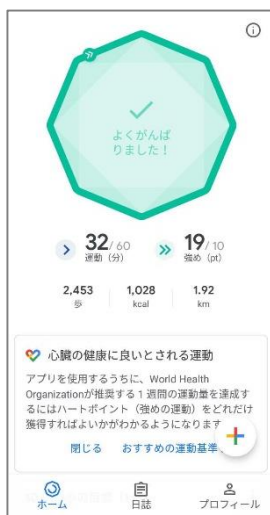 よくがんば
りました！
32/60
運動（分）
19/10
強め（pt）
2,453
歩
1,028
kcal
1.92
km
心臓の健康に良いとされる運動
アプリを使用するうちに、World Health
Organizationが推奨する 1 週間の運動量を達成す
るにはハートポイント（強めの運動）をどれだけ
獲得すればよいかがわかるようになります
閉じる
おすすめの運動基準
ホーム
日誌
プロフィール